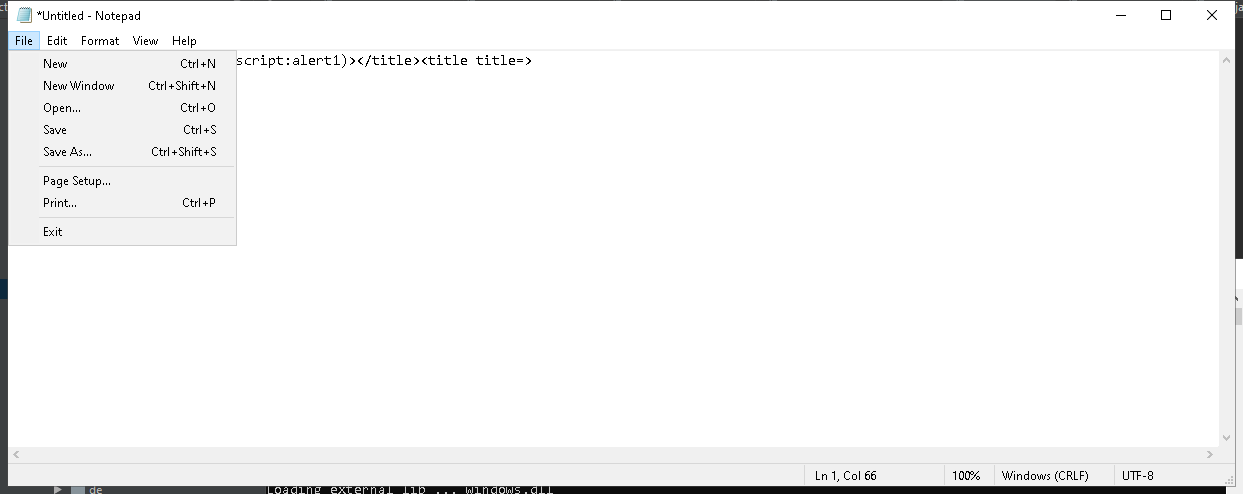 *Untitled - Notepad
File Edit Format View Help
script:alert1)></title><title title=>
New Ctrl+N
New Window Ctrl+Shift+N
Open... Ctrl+O
Save Ctrl+S
Save As... Ctrl+Shift+S
Page Setup...
Print... Ctrl+P
Exit
Ln 1, Col 66 100% Windows (CRLF) UTF-8
de Loading external lib ... windows.dll